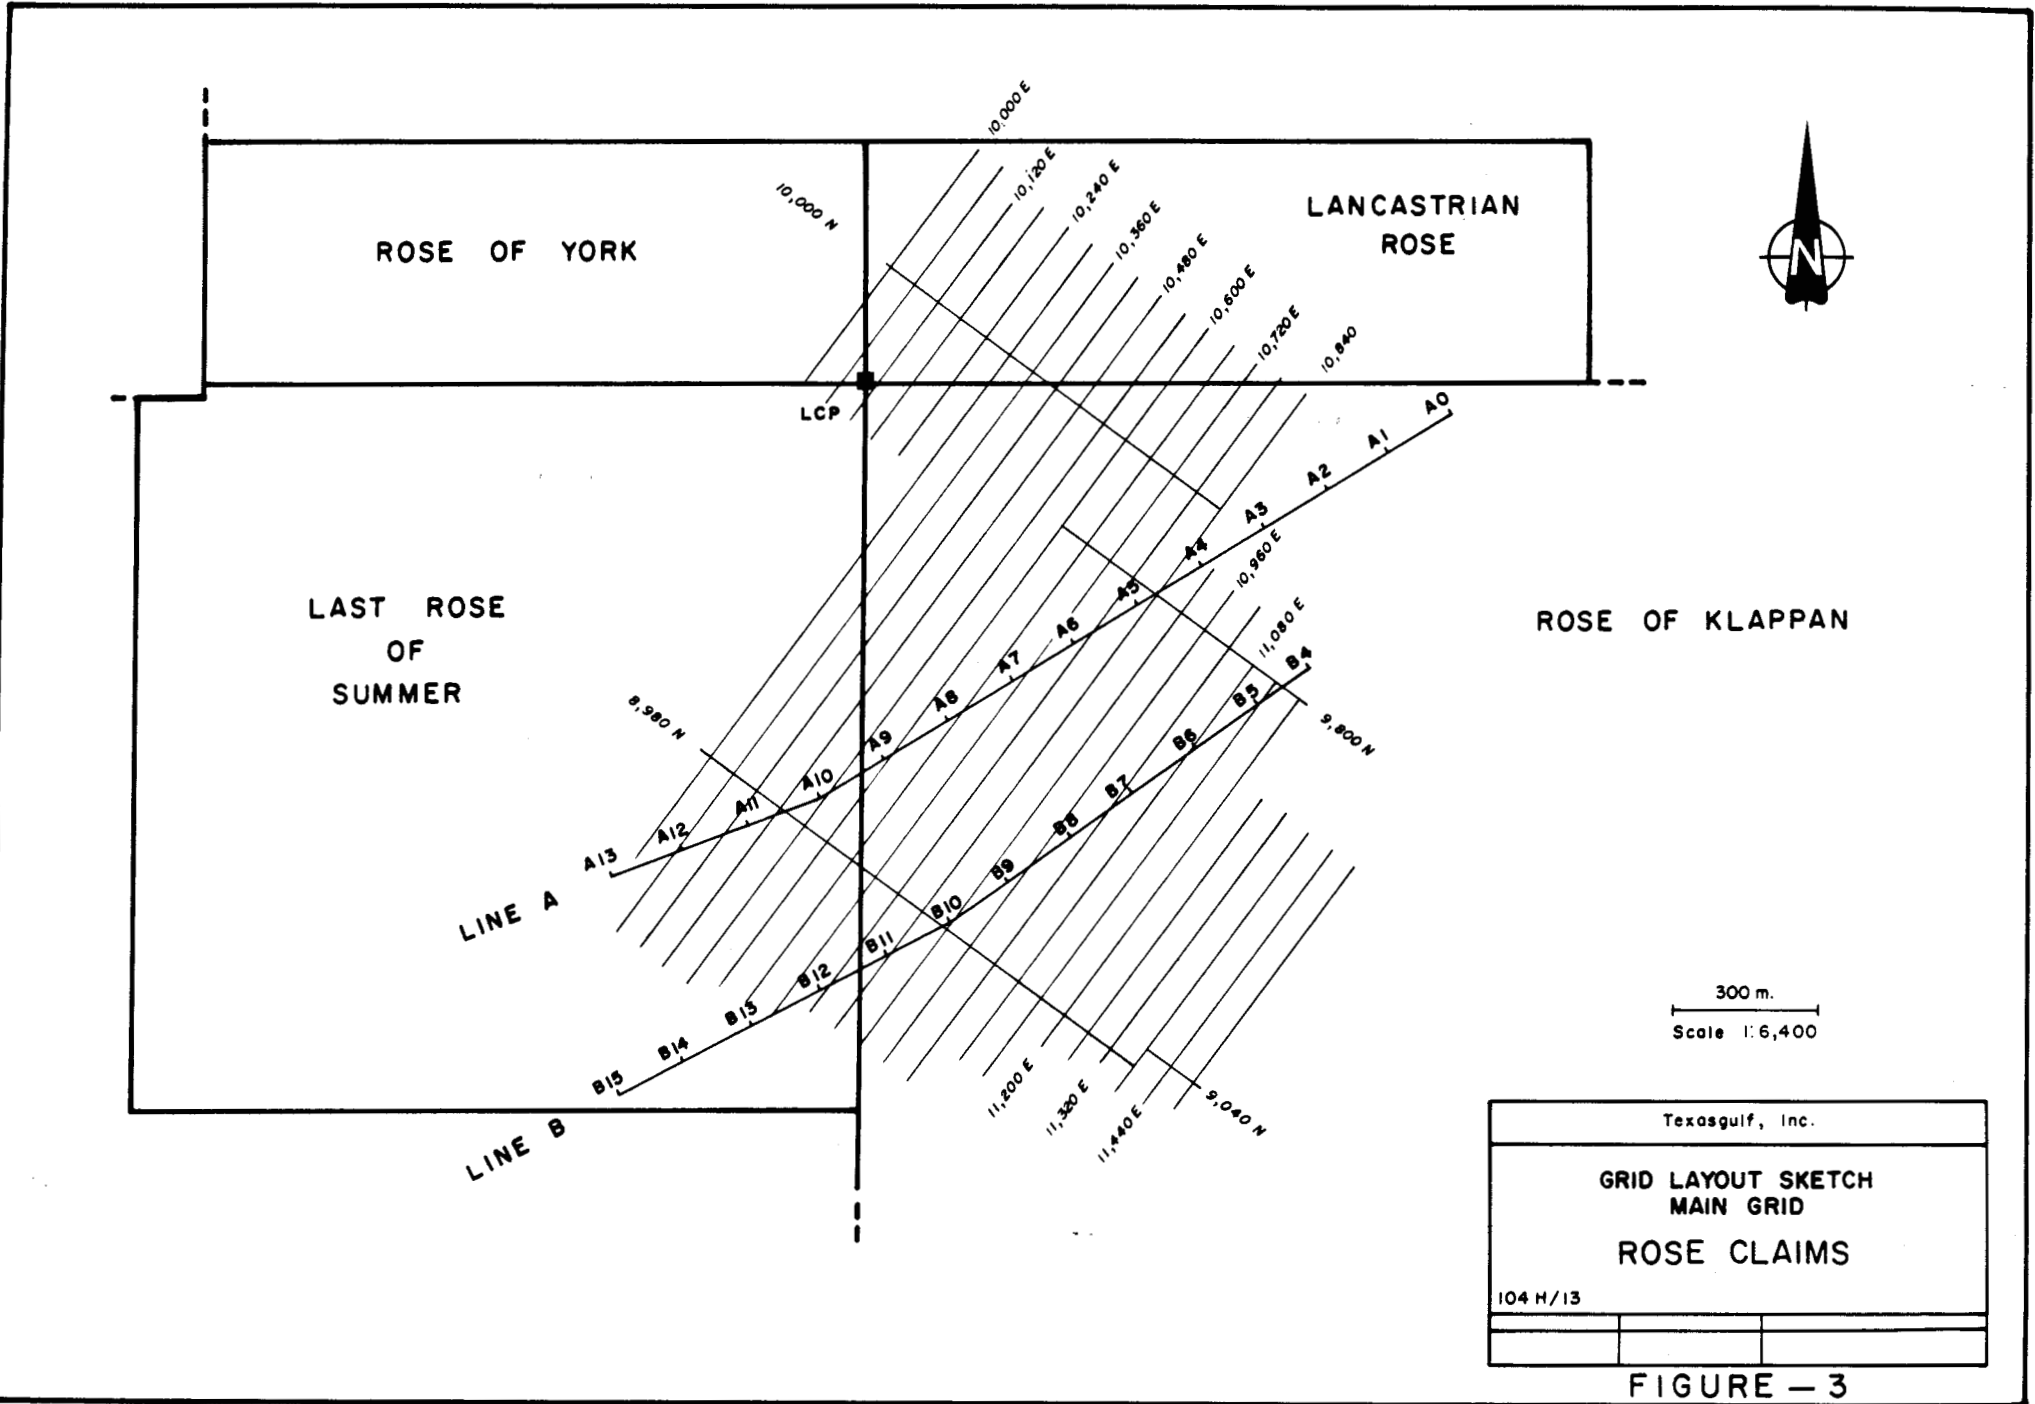 10,000 E
10,120 E
10,240 E
10,360 E
10,480 E
10,600 E
10,720 E
10,840
10,000 N
ROSE OF YORK
LANCASTRIAN
ROSE
N
LCP
A0
A1
A2
A3
A4
A5
A6
A7
A8
A9
A10
A11
A12
A13
LINE A
10,960 E
11,080 E
LAST ROSE
OF
SUMMER
ROSE OF KLAPPAN
8,980 N
9,800 N
B4
B5
B6
B7
B8
B9
B10
B11
B12
B13
B14
B15
LINE B
11,200 E
11,320 E
11,440 E
9,040 N
300 m.
Scale 1:6,400
Texasgulf, Inc.
GRID LAYOUT SKETCH
MAIN GRID
ROSE CLAIMS
104 H/13
FIGURE — 3